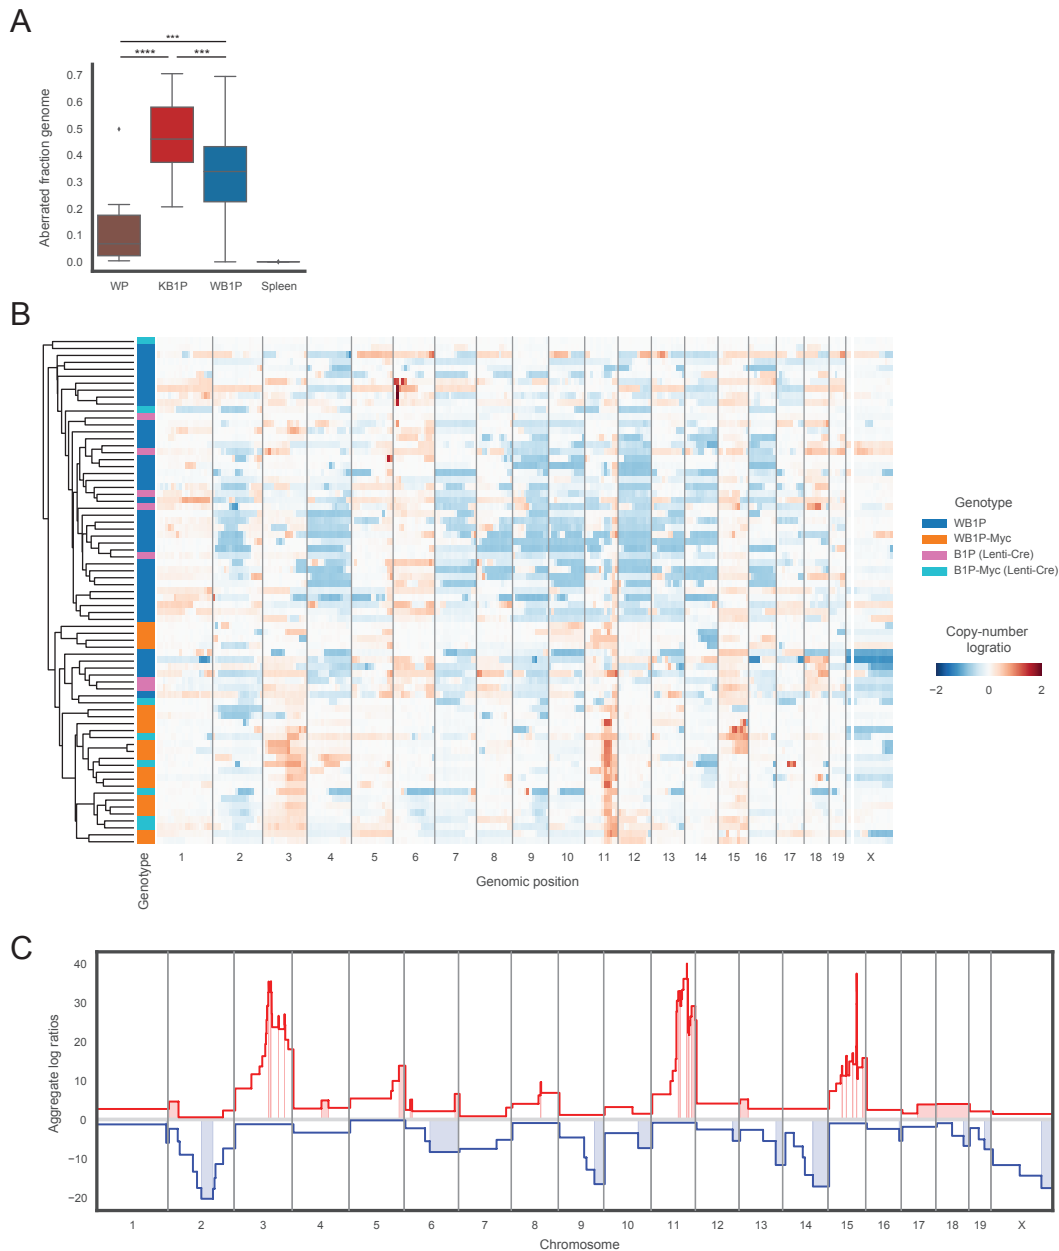 A
***
**** ***
0.7
0.6
0.5
0.4
0.3
0.2
0.1
0.0
Aberrated fraction genome
WP KB1P WB1P Spleen
B
Genotype
WB1P
WB1P-Myc
B1P (Lenti-Cre)
B1P-Myc (Lenti-Cre)
Copy-number
logratio
−2 0 2
1 2 3 4 5 6 7 8 9 10 11 12 13 14 15 16 17 18 19 X
Genotype
Genomic position
C
40
30
20
10
0
−10
−20
Aggregate log ratios
1 2 3 4 5 6 7 8 9 10 11 12 13 14 15 16 17 18 19 X
Chromosome